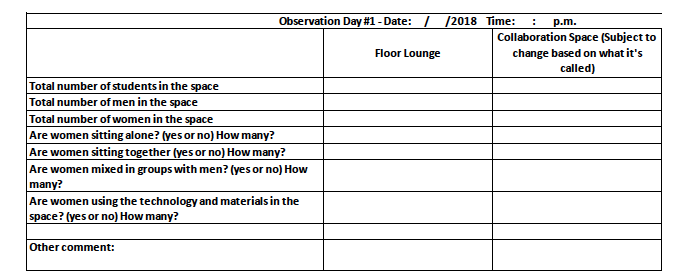 Observation Day #1 - Date: / /2018 Time: : p.m.
Floor Lounge
Collaboration Space (Subject to
change based on what it's
called)
Total number of students in the space
Total number of men in the space
Total number of women in the space
Are women sitting alone? (yes or no) How many?
Are women sitting together (yes or no) How many?
Are women mixed in groups with men? (yes or no) How
many?
Are women using the technology and materials in the
space? (yes or no) How many?
Other comment: